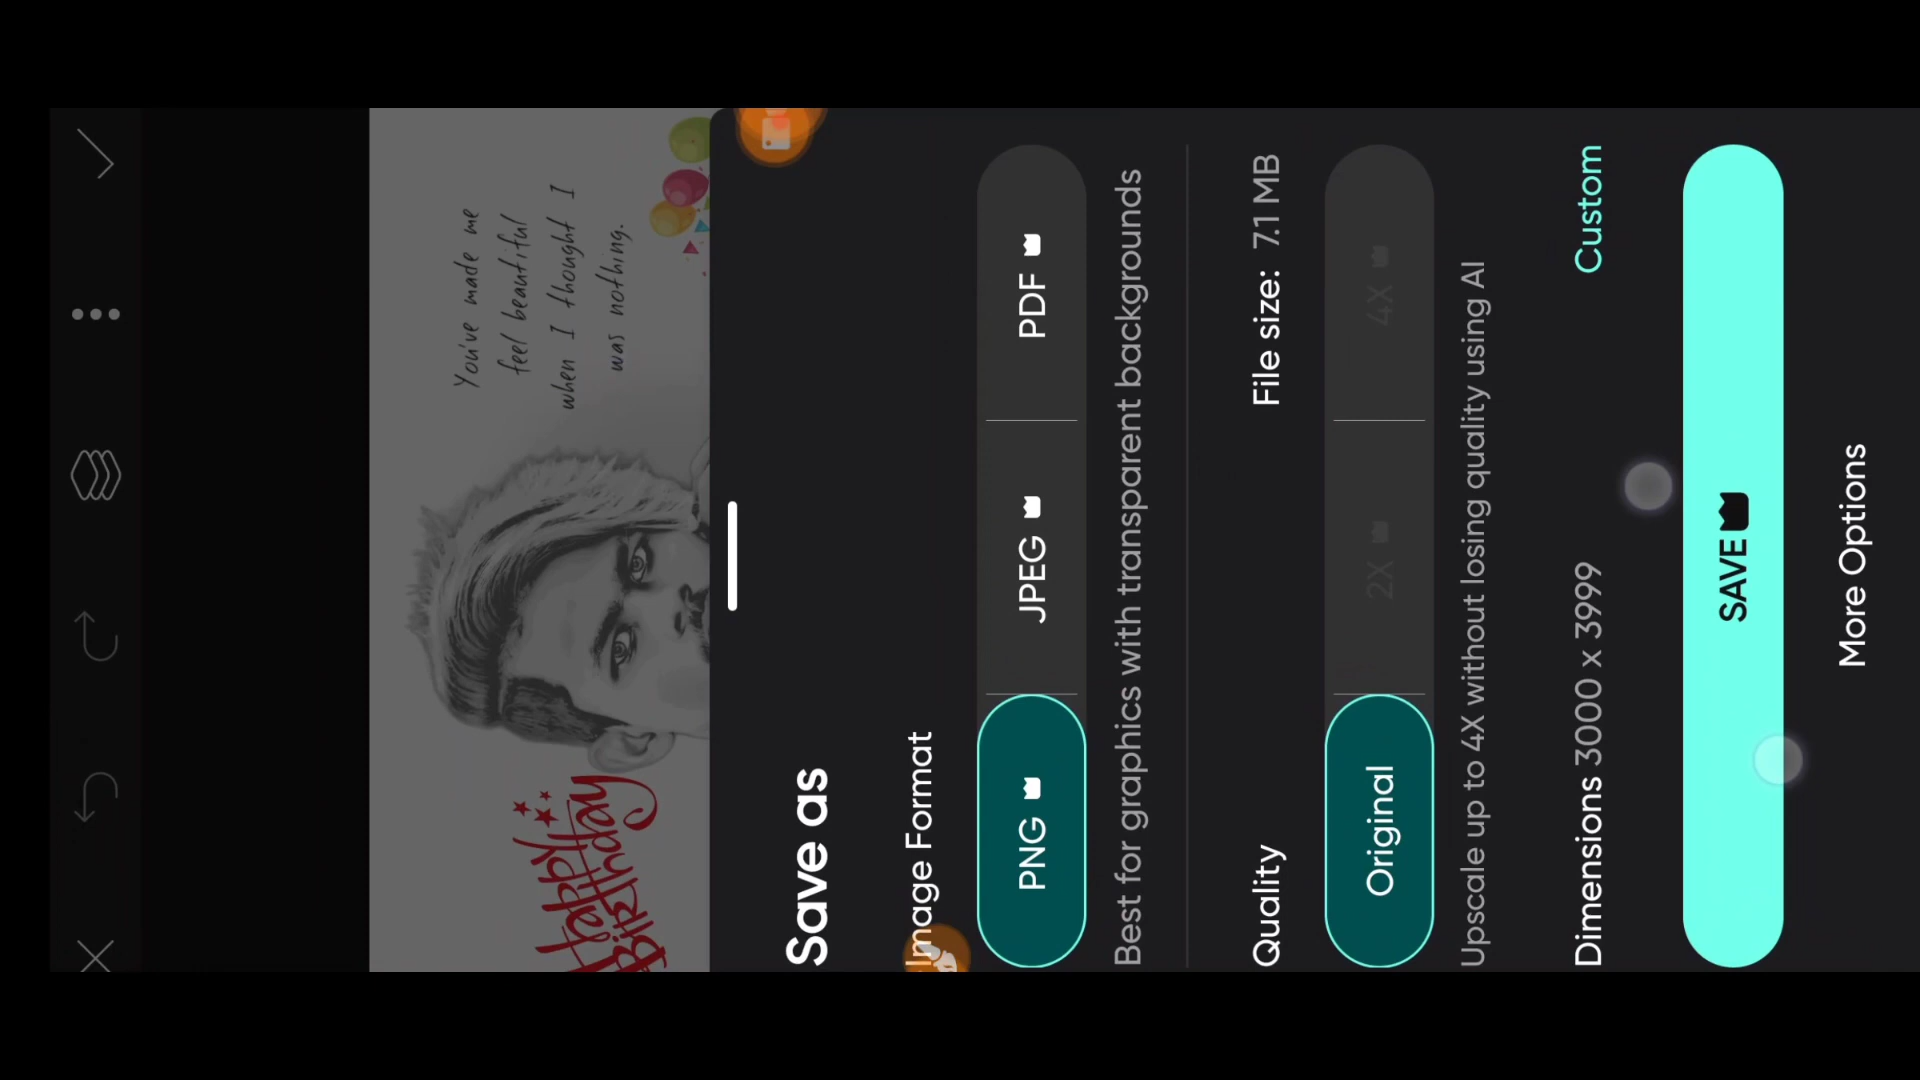 You've made me
feel beautiful
when I thought I
was nothing.
Happy
Birthday
Save as
Image Format
PNG
JPEG
PDF
Best for graphics with transparent backgrounds
Quality
File size: 7.1 MB
Original
2X
4X
Upscale up to 4X without losing quality using AI
Dimensions 3000 x 3999
Custom
SAVE
More Options